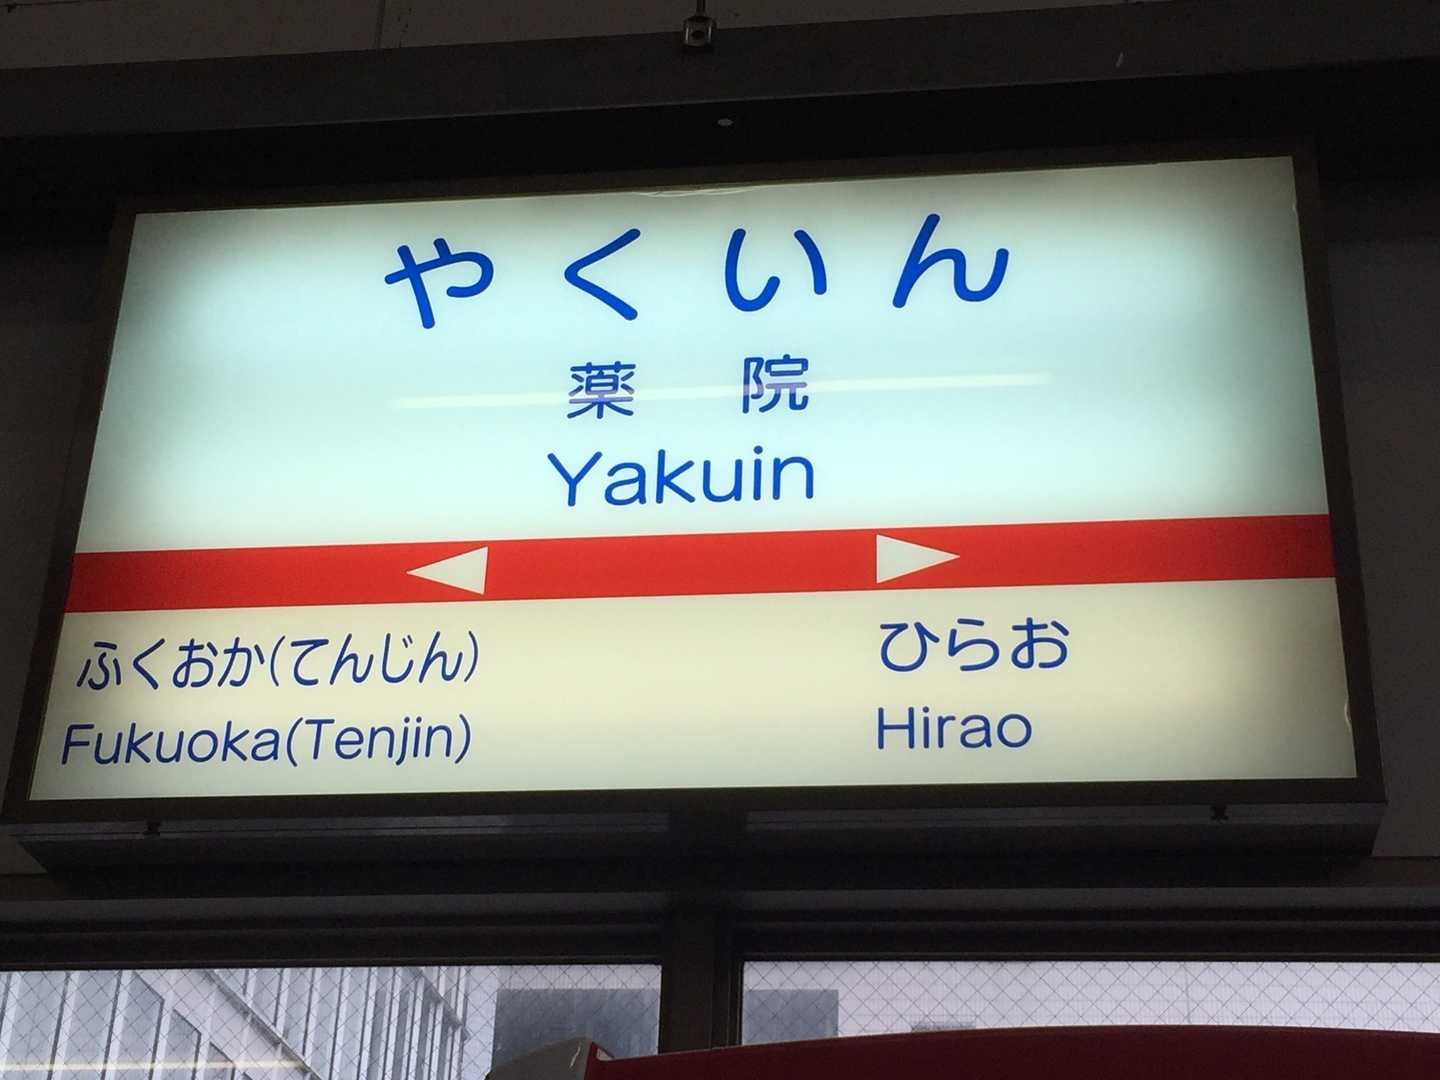 やくいん
薬院
Yakuin
ふくおか(てんじん)
Fukuoka(Tenjin)
ひらお
Hirao